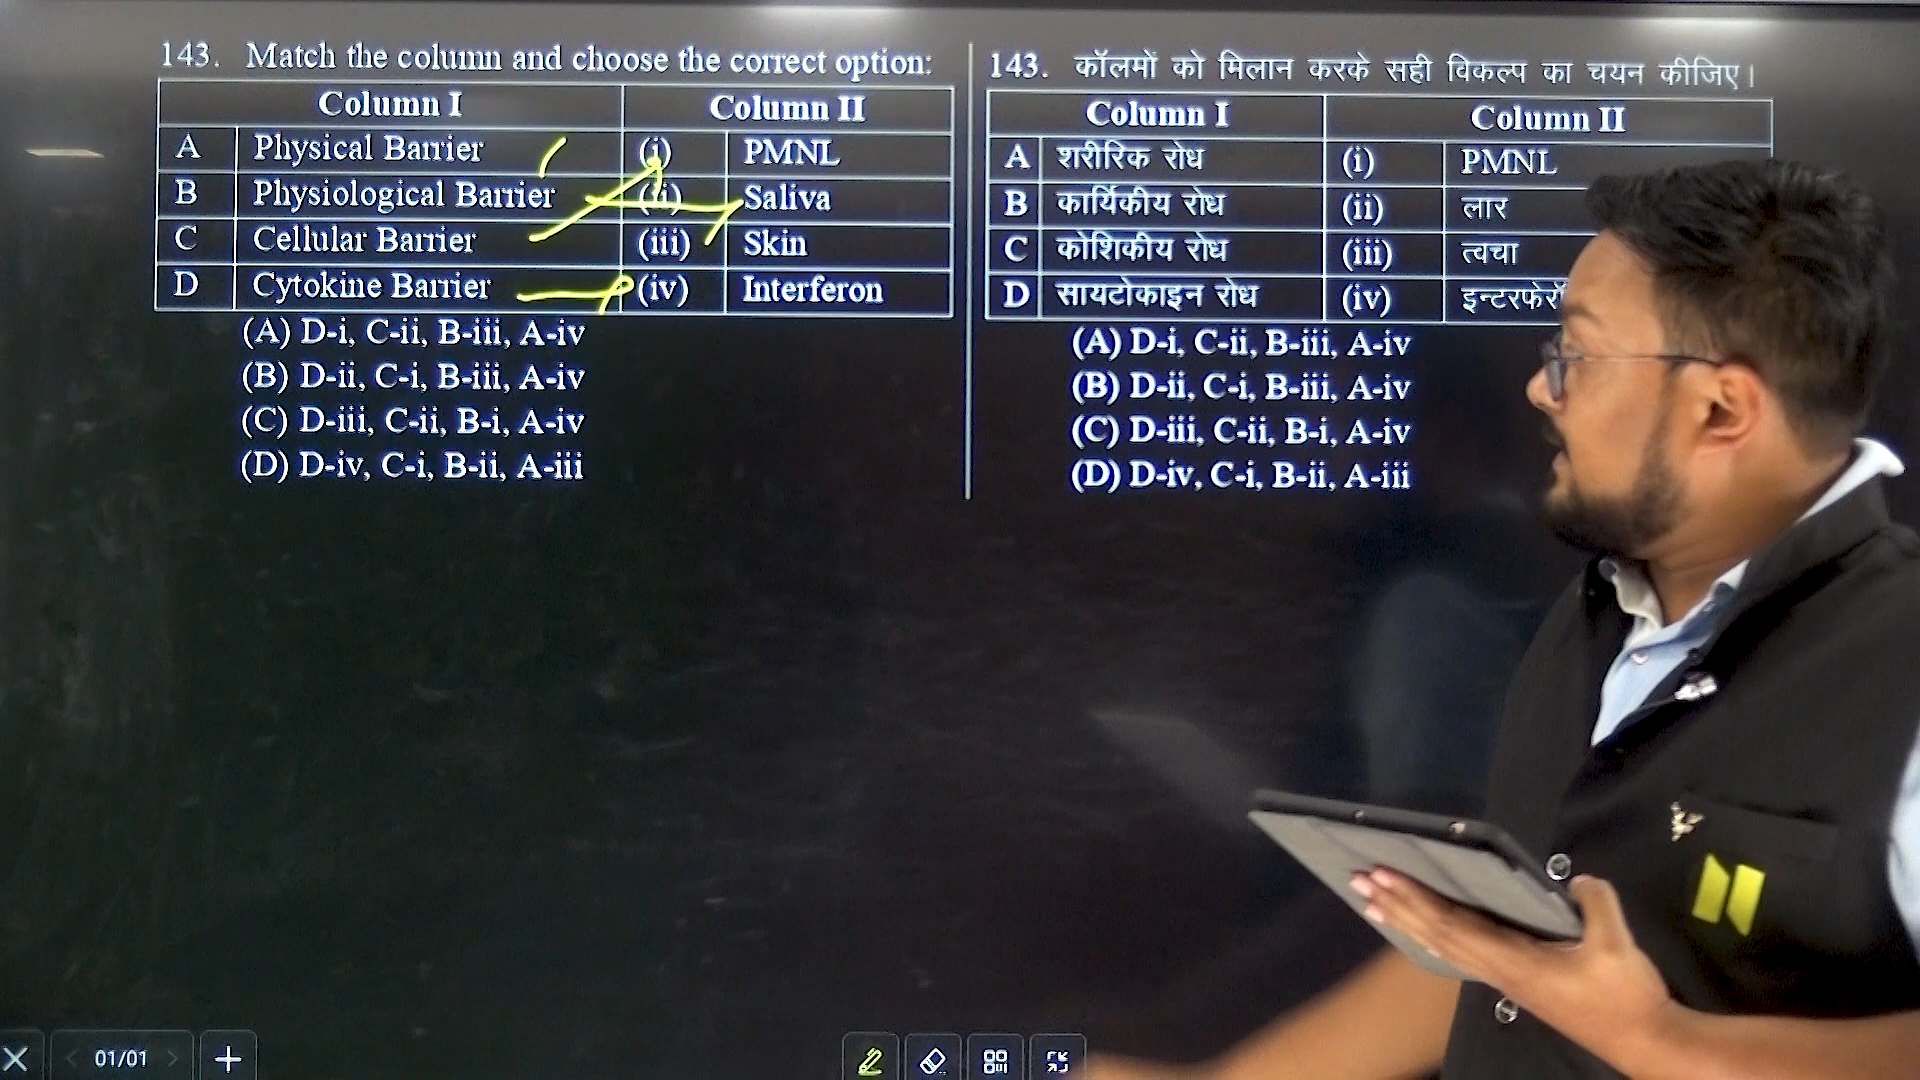 143. Match the column and choose the correct option:
Column I Column II
A Physical Barrier (i) PMNL
B Physiological Barrier (ii) Saliva
C Cellular Barrier (iii) Skin
D Cytokine Barrier (iv) Interferon
(A) D-i, C-ii, B-iii, A-iv
(B) D-ii, C-i, B-iii, A-iv
(C) D-iii, C-ii, B-i, A-iv
(D) D-iv, C-i, B-ii, A-iii
143. कॉलमों को मिलान करके सही विकल्प का चयन कीजिए।
Column I Column II
A शरीरिक रोध (i) PMNL
B कार्यिकीय रोध (ii) लार
C कोशिकीय रोध (iii) त्वचा
D सायटोकाइन रोध (iv)
(A) D-i, C-ii, B-iii, A-iv
(B) D-ii, C-i, B-iii, A-iv
(C) D-iii, C-ii, B-i, A-iv
(D) D-iv, C-i, B-ii, A-iii
01/01